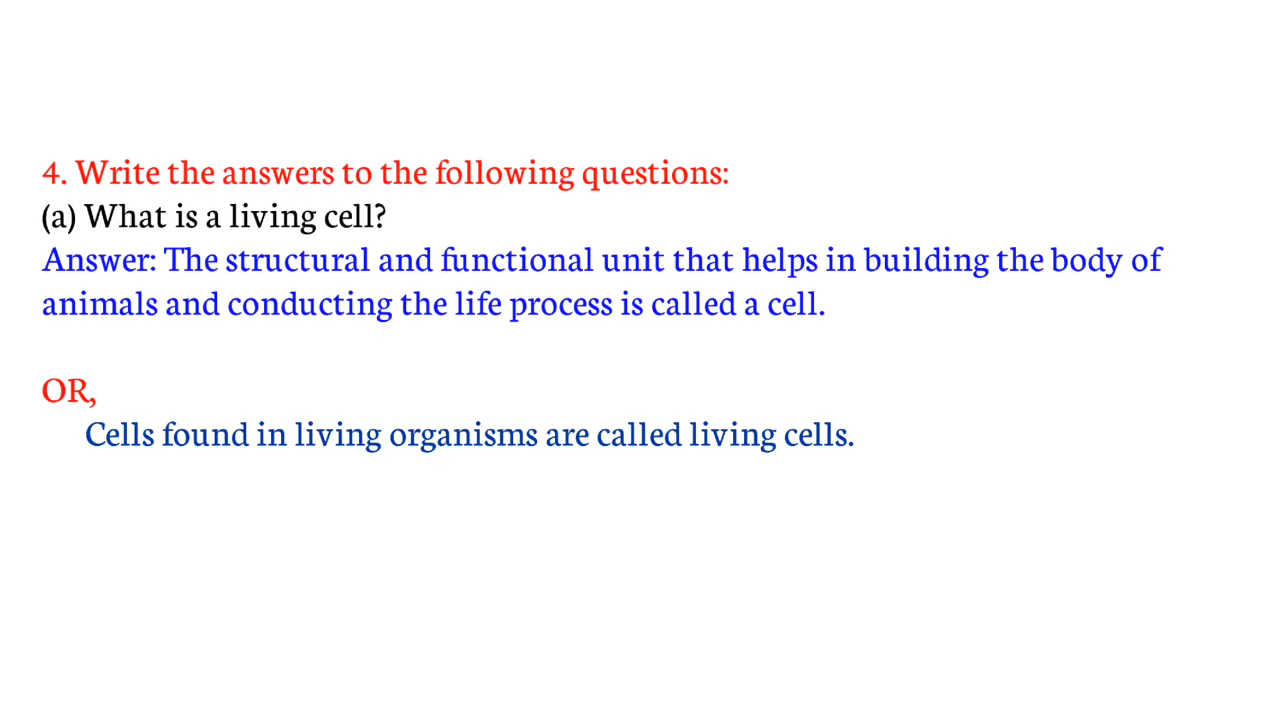 4. Write the answers to the following questions:
(a) What is a living cell?
Answer: The structural and functional unit that helps in building the body of
animals and conducting the life process is called a cell.
OR,
Cells found in living organisms are called living cells.